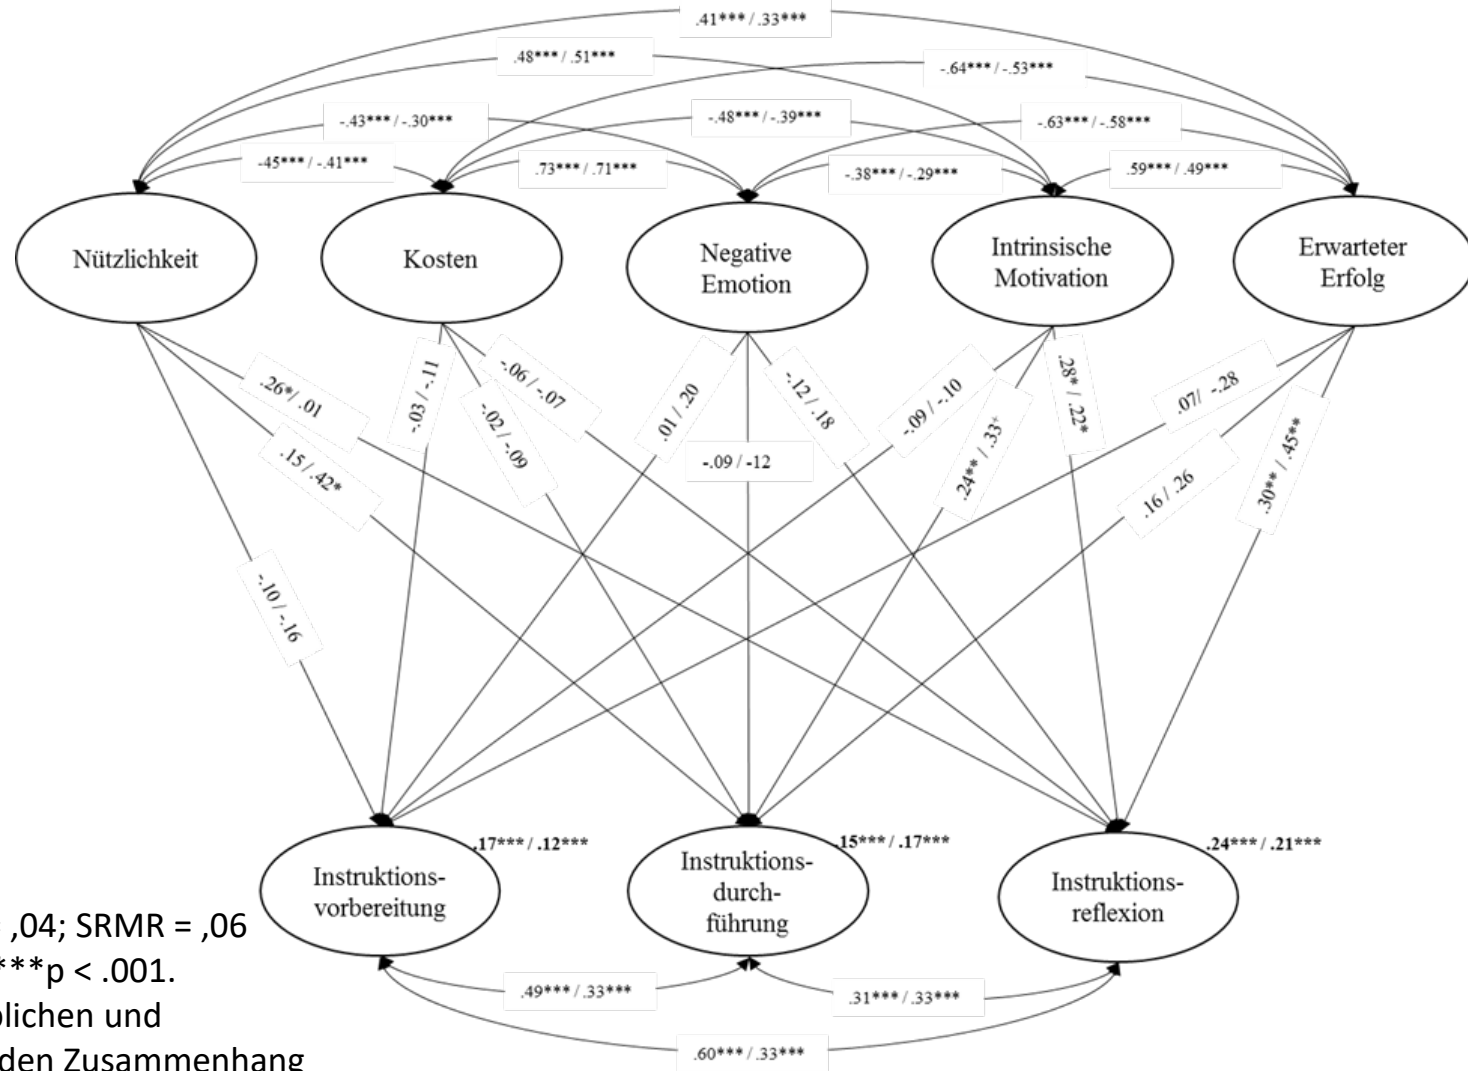 .41*** / .33***
.48*** / .51***
-.64*** / -.53***
-.43*** / -.30***
-.48*** / -.39***
-.63*** / -.58***
-45*** / -.41***
.73*** / .71***
-.38*** / -.29***
.59*** / .49***
Nützlichkeit
Kosten
Negative
Emotion
Intrinsische
Motivation
Erwarteter
Erfolg
.26*/ .01
.15 / .42*
-.10 / -.16
-.03 / -.11
-.02 / -.09
-.06 / -.07
.01 / .20
-.09 / -12
-.12 / .18
-.09 / -.10
.24** / .33+
.28* / .22*
.07/ -.28
.16 / .26
.30** / .45**
.17*** / .12***
.15*** / .17***
.24*** / .21***
Instruktions-
vorbereitung
Instruktions-
durch-
führung
Instruktions-
reflexion
,04; SRMR = ,06
***p < .001.
lichen und
den Zusammenhang
.49*** / .33***
.31*** / .33***
.60*** / .33***